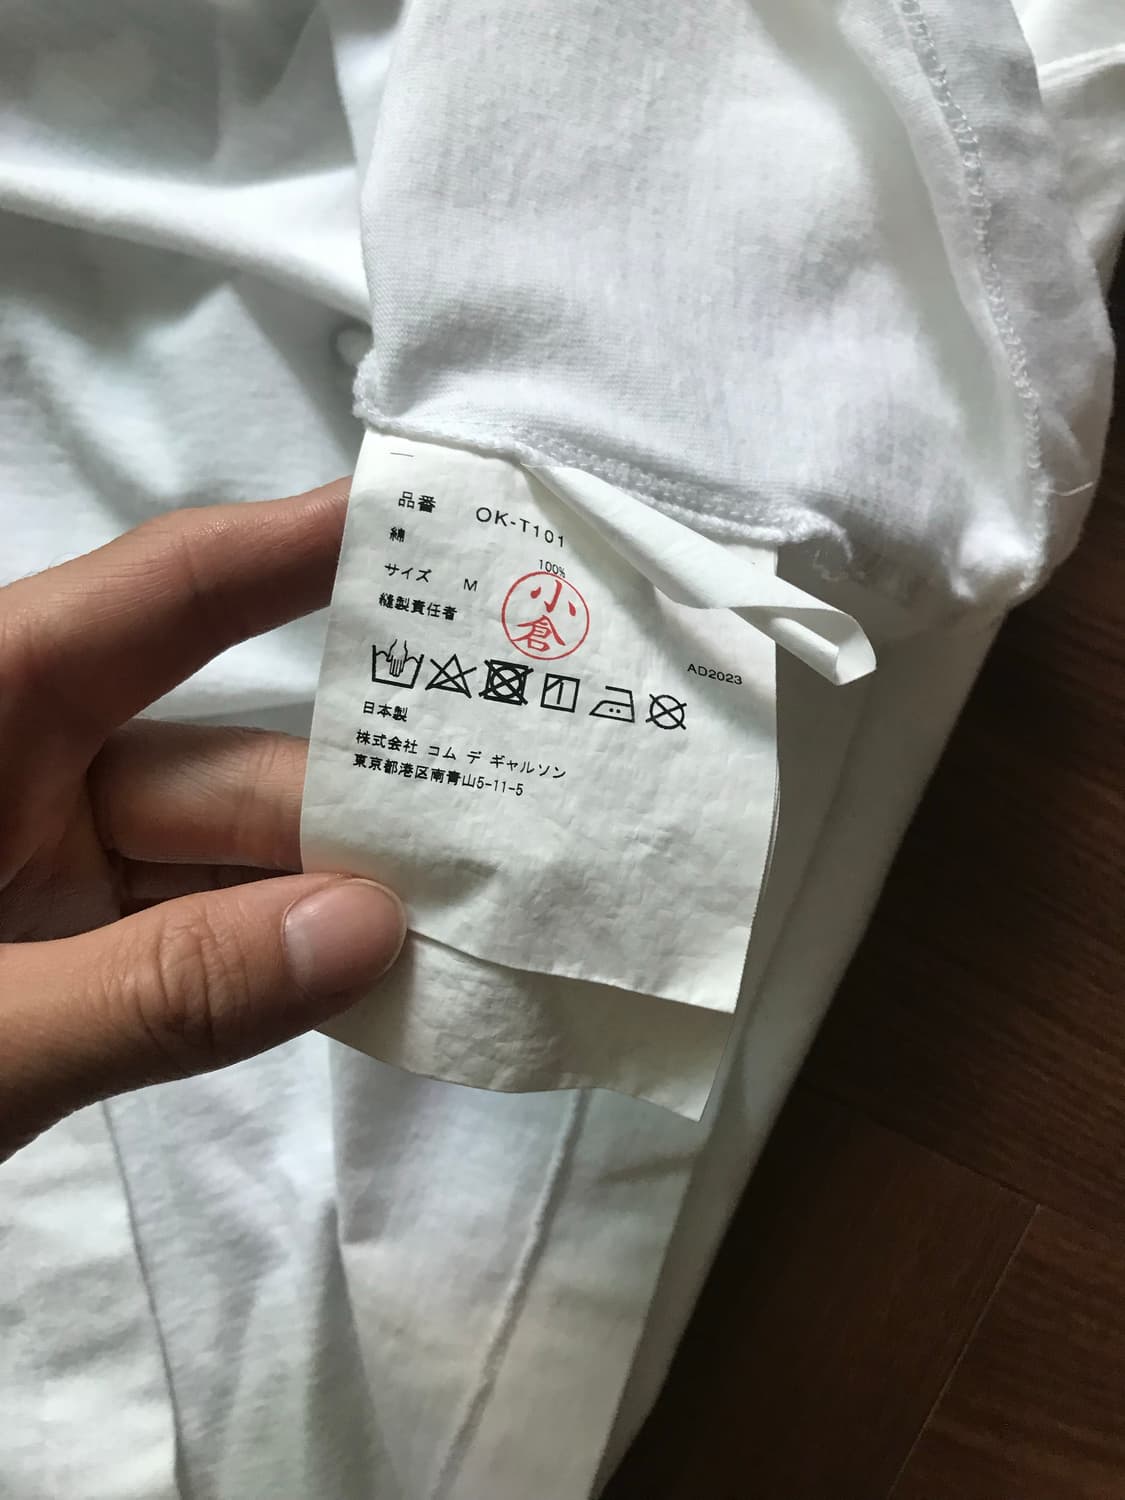 品番 OK-T101
綿 100%
サイズ M
縫製責任者 小倉
AD2023
日本製
株式会社 コム デ ギャルソン
東京都港区南青山5-11-5